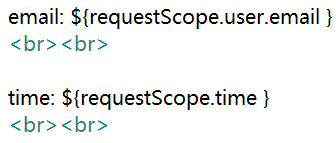 email: ${requestScope.user.email }
<br><br>
time: ${requestScope.time }
<br><br>